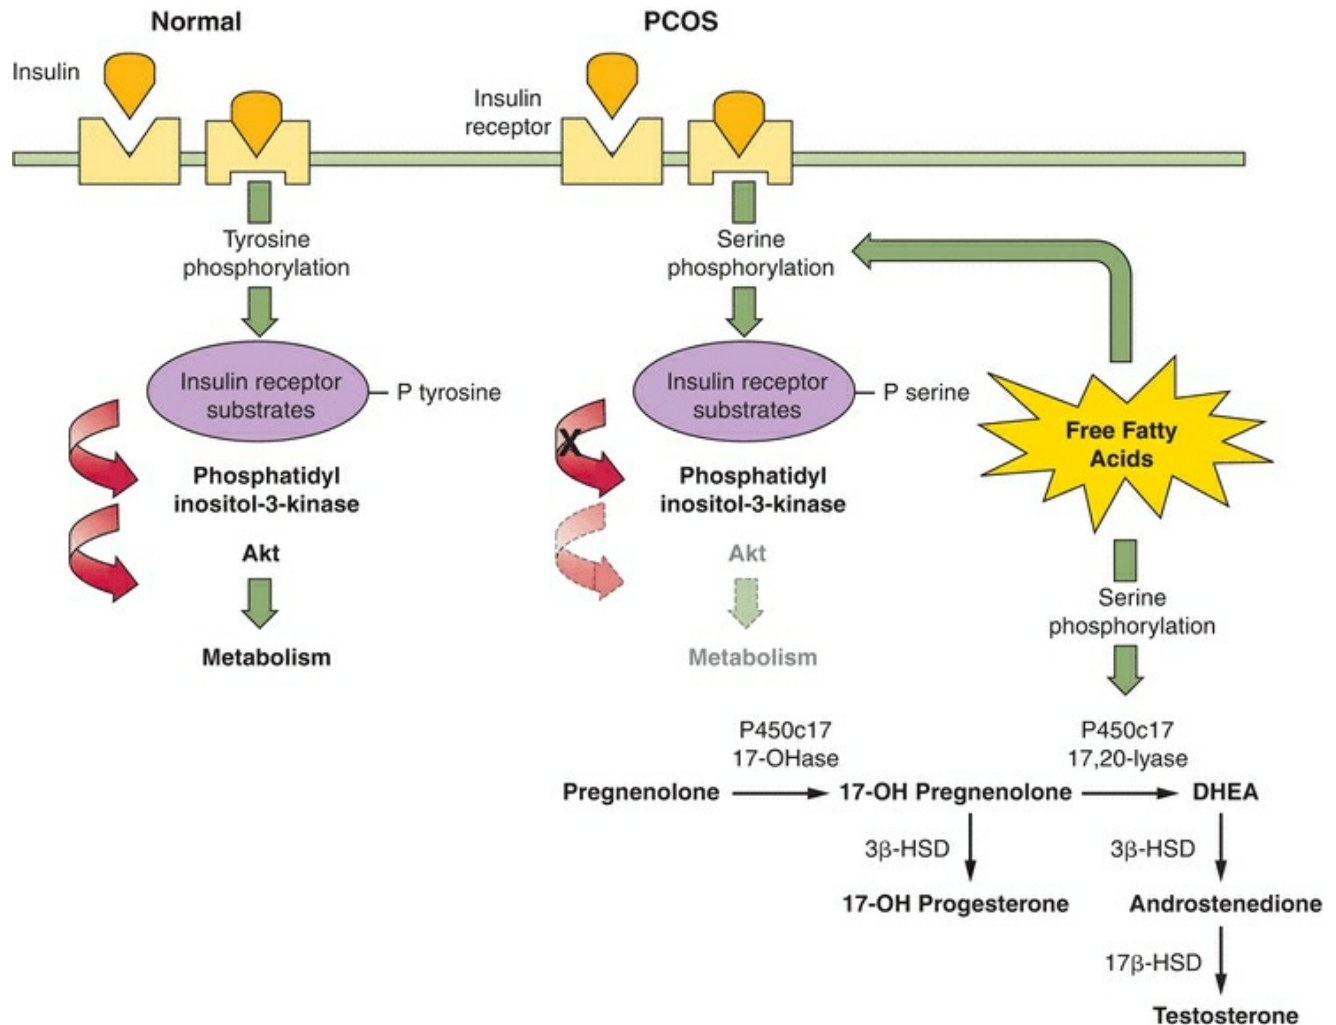 Normal
PCOS
Insulin
Insulin
receptor
Tyrosine
phosphorylation
Serine
phosphorylation
Insulin receptor
substrates
P tyrosine
Insulin receptor
substrates
P serine
Free Fatty
Acids
X
Phosphatidyl
inositol-3-kinase
Phosphatidyl
inositol-3-kinase
Akt
Akt
Serine
phosphorylation
Metabolism
Metabolism
P450c17
17-OHase
P450c17
17,20-lyase
Pregnenolone
17-OH Pregnenolone
DHEA
3β-HSD
3β-HSD
17-OH Progesterone
Androstenedione
17β-HSD
Testosterone